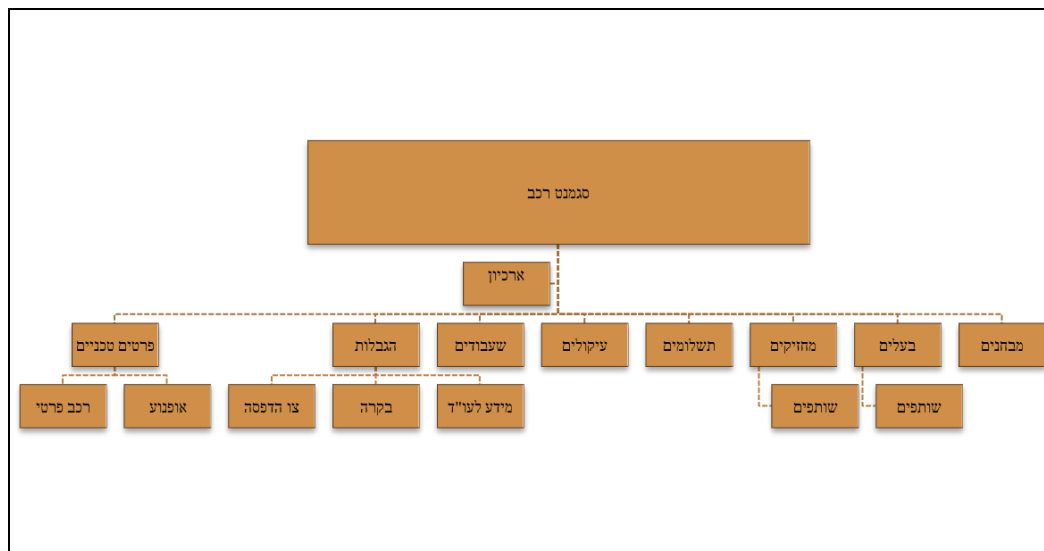 סגמנט רכב
ארכיון
מבחנים
בעלים
מחזיקים
תשלומים
עיקולים
שעבודים
הגבלות
פרטים טכניים
שותפים
שותפים
מידע לעו"ד
בקרה
צו הדפסה
אופנוע
רכב פרטי